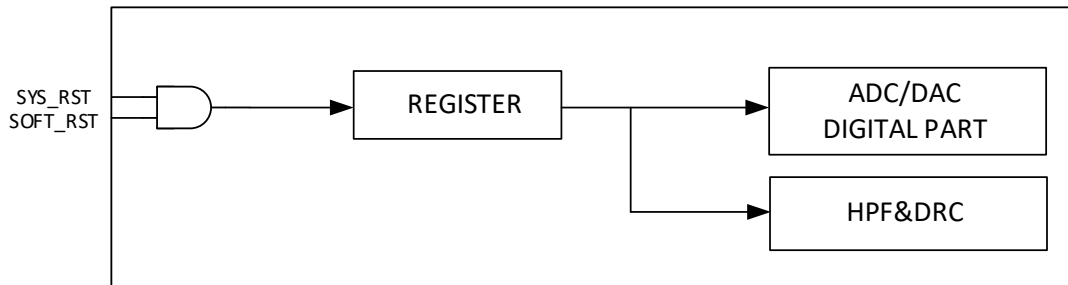 SYS_RST
SOFT_RST
REGISTER
ADC/DAC
DIGITAL PART
HPF&DRC